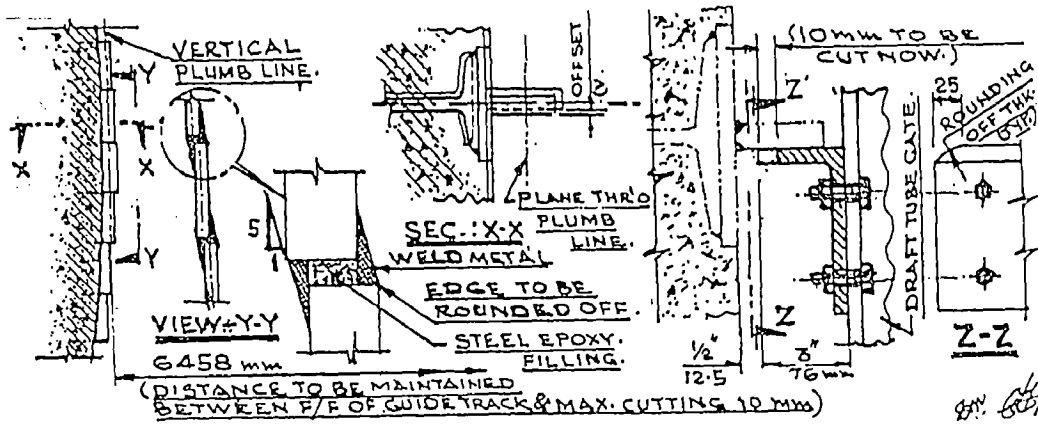 VERTICAL
PLUMB LINE.
Y
Y
X
X
VIEW-Y-Y
5
1
SEC.:X-X
WELD METAL
EDGE TO BE
ROUNDED OFF.
STEEL EPOXY.
FILLING.
OFFSET
PLANE THR'O
PLUMB
LINE.
(10mm TO BE
CUT NOW.)
Z
Z
DRAFT TUBE GATE.
25
ROUNDING
OFF THK.
Z-Z
1/2"
12.5
3"
76mm
6458 mm
(DISTANCE TO BE MAINTAINED
BETWEEN F/F OF GUIDE TRACK & MAX. CUTTING 10 MM)